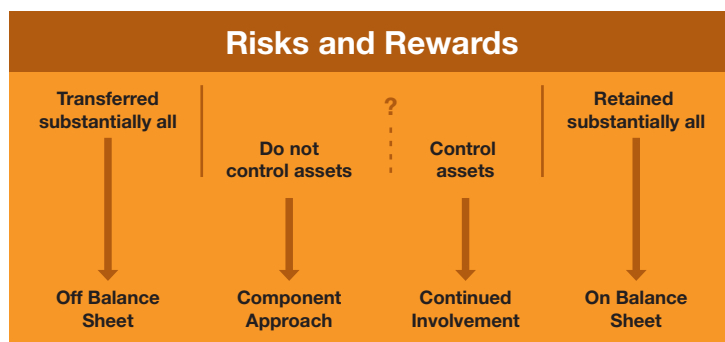 Risks and Rewards
Transferred
substantially all
?
Retained
substantially all
Do not
control assets
Control
assets
Off Balance
Sheet
Component
Approach
Continued
Involvement
On Balance
Sheet